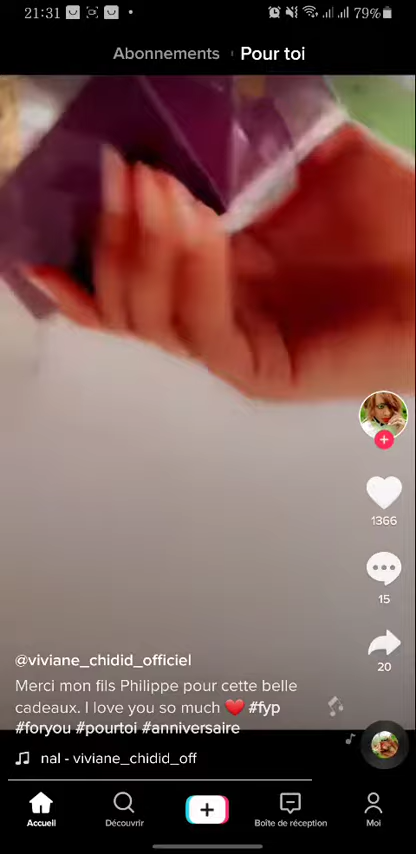 21:31 79%
Abonnements Pour toi
1366
15
20
@viviane_chidid_officiel
Merci mon fils Philippe pour cette belle
cadeaux. I love you so much ❤️ #fyp
#foryou #pourtoi #anniversaire
nal - viviane_chidid_off
Accueil Découvrir Boîte de réception Moi